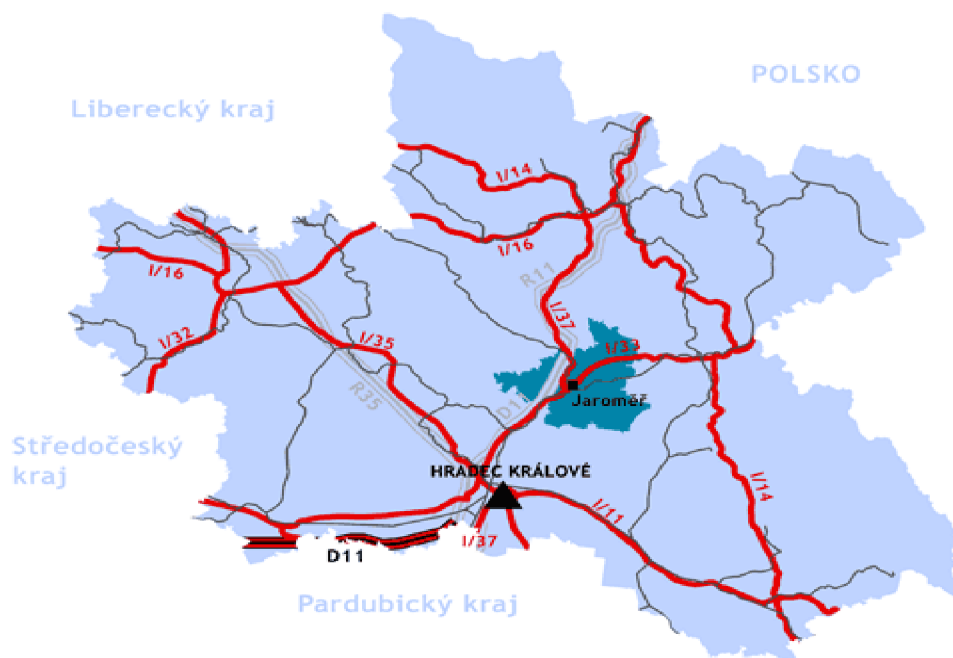 POLSKO
Liberecký kraj
I/14
I/16
I/16
R11
I/37
I/32
I/35
I/33
R35
D11
Jaroměř
Středočeský
kraj
HRADEC KRÁLOVÉ
I/14
I/11
I/37
D11
Pardubický kraj